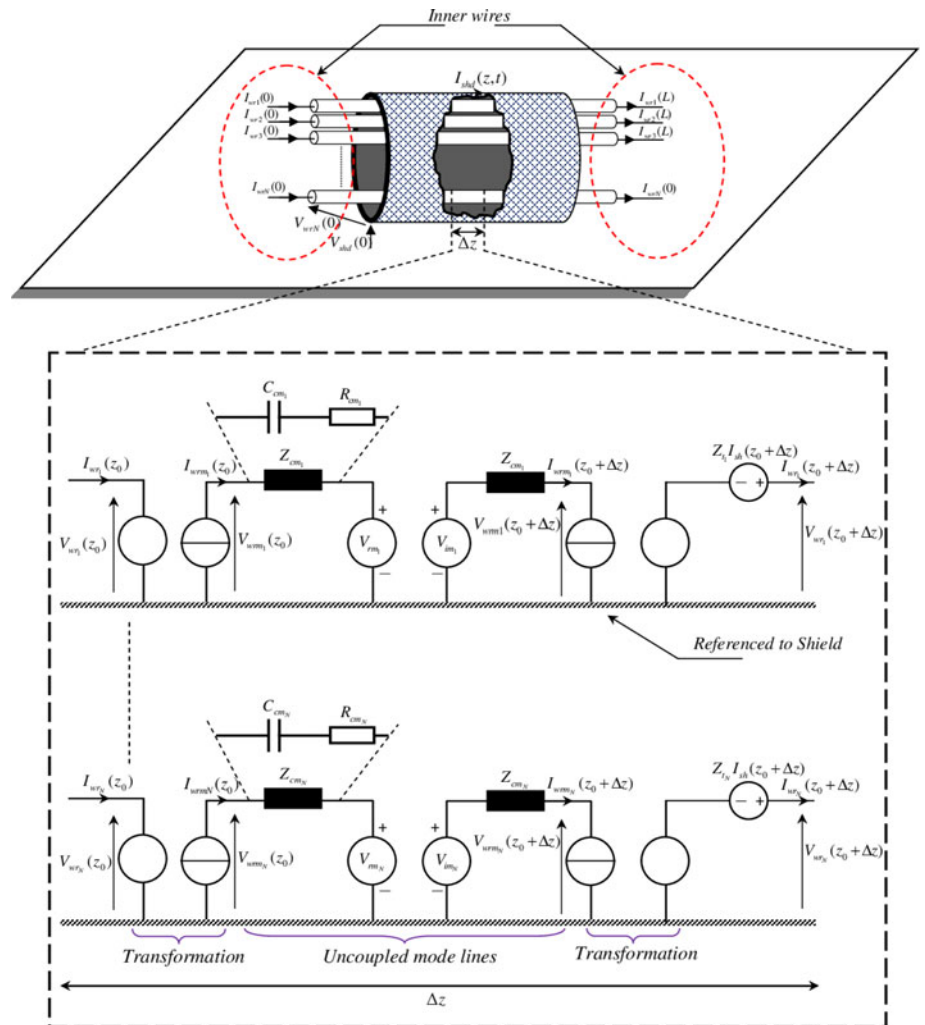 Inner wires
I_shd(z,t)
I_wr1(0)
I_wr2(0)
I_wr3(0)
I_wrN(0)
I_wr1(L)
I_wr2(L)
I_wr3(L)
I_wrN(0)
V_wrN(0)
V_shd(0)
Δz
C_cm1 R_cm1
I_wr1(z0) I_wrm1(z0) Z_cm1 Z_cm1 I_wrm1(z0+Δz) Z_t1 I_sh(z0+Δz) I_wr1(z0+Δz)
− +
V_wr1(z0) V_wrm1(z0) + V_rm1 − + V_im1 − V_wrm1(z0+Δz) V_wr1(z0+Δz)
Referenced to Shield
C_cmN R_cmN
I_wrN(z0) I_wrmN(z0) Z_cmN Z_cmN I_wrmN(z0+Δz) Z_tN I_sh(z0+Δz) I_wrN(z0+Δz)
− +
V_wrN(z0) V_wrmN(z0) + V_rmN − + V_imN − V_wrmN(z0+Δz) V_wrN(z0+Δz)
Transformation Uncoupled mode lines Transformation
Δz